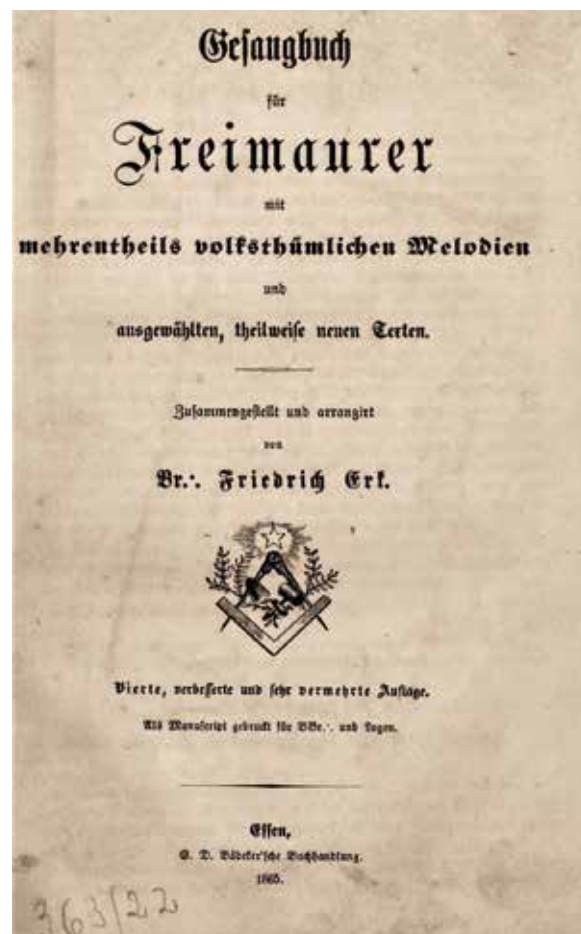 Gesangbuch
für
Freimaurer
mit
mehrentheils volksthümlichen Melodien
und
ausgewählten, theilweise neuen Texten.
Zusammengestellt und arrangirt
von
Br∴ Friedrich Erk.
Vierte, verbesserte und sehr vermehrte Auflage.
Als Manuscript gedruckt für BBr∴ und Logen.
Essen,
G. D. Bädeker'sche Buchhandlung.
1865.
363/22